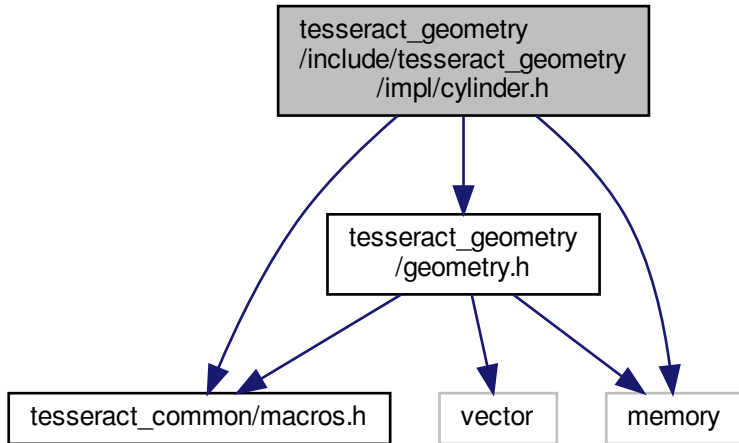 tesseract_geometry
/include/tesseract_geometry
/impl/cylinder.h
tesseract_geometry
/geometry.h
tesseract_common/macros.h
vector
memory